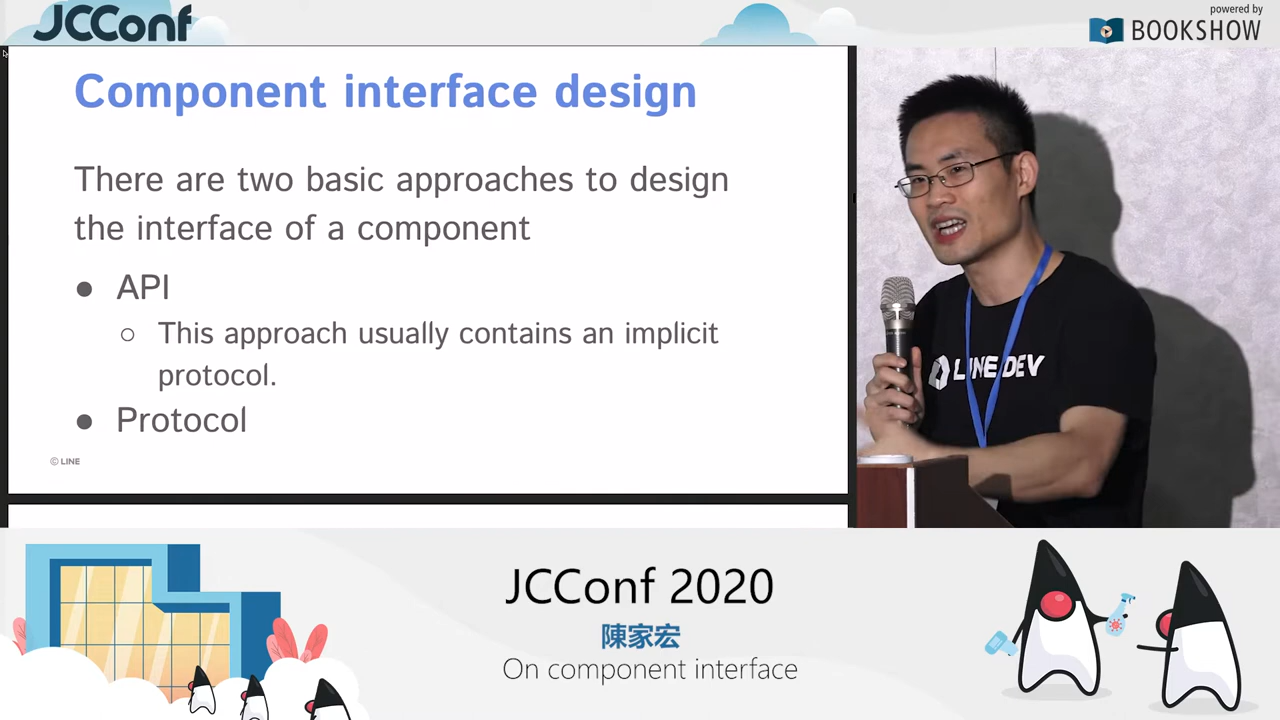 JCConf
powered by
BOOKSHOW
Component interface design
There are two basic approaches to design
the interface of a component
● API
○ This approach usually contains an implicit
protocol.
● Protocol
© LINE
LINE DEV
JCConf 2020
陳家宏
On component interface